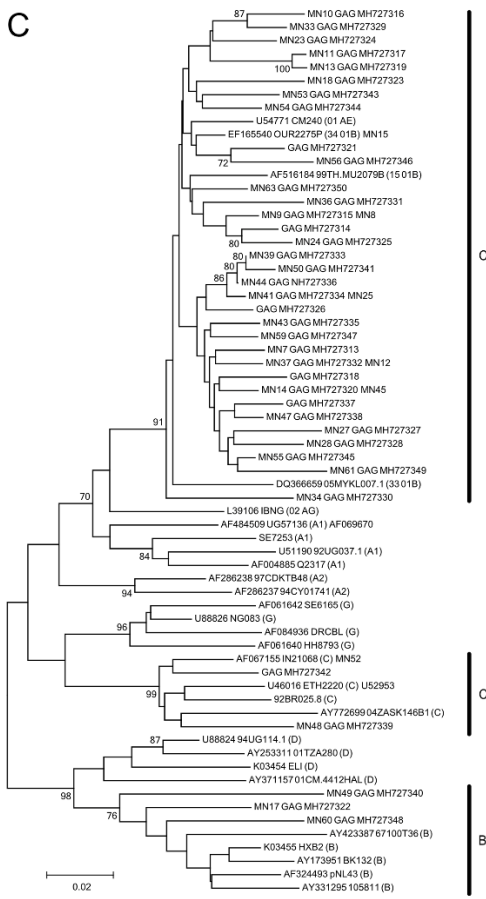 C
87
MN10 GAG MH727316
MN33 GAG MH727329
MN23 GAG MH727324
MN11 GAG MH727317
100
MN13 GAG MH727319
MN18 GAG MH727323
MN53 GAG MH727343
MN54 GAG MH727344
U54771 CM240 (01 AE)
EF165540 OUR2275P (34 01B) MN15
GAG MH727321
72
MN56 GAG MH727346
AF516184 99TH.MU2079B (15 01B)
MN63 GAG MH727350
MN36 GAG MH727331
MN9 GAG MH727315 MN8
GAG MH727314
80
MN24 GAG MH727325
80
MN39 GAG MH727333
80
MN50 GAG MH727341
86
MN44 GAG NH727336
MN41 GAG MH727334 MN25
GAG MH727326
MN43 GAG MH727335
MN59 GAG MH727347
MN7 GAG MH727313
MN37 GAG MH727332 MN12
GAG MH727318
MN14 GAG MH727320 MN45
GAG MH727337
MN47 GAG MH727338
MN27 GAG MH727327
91
MN28 GAG MH727328
MN55 GAG MH727345
MN61 GAG MH727349
DQ366659 05MYKL007.1 (33 01B)
MN34 GAG MH727330
C
70
L39106 IBNG (02 AG)
AF484509 UG57136 (A1) AF069670
SE7253 (A1)
84
U51190 92UG037.1 (A1)
AF004885 Q2317 (A1)
AF286238 97CDKTB48 (A2)
94
AF286237 94CY01741 (A2)
AF061642 SE6165 (G)
96
U88826 NG083 (G)
AF084936 DRCBL (G)
AF061640 HH8793 (G)
AF067155 IN21068 (C) MN52
GAG MH727342
99
U46016 ETH2220 (C) U52953
92BR025.8 (C)
AY772699 04ZASK146B1 (C)
MN48 GAG MH727339
C
87
U88824 94UG114.1 (D)
AY253311 01TZA280 (D)
K03454 ELI (D)
98
AY371157 01CM.4412HAL (D)
MN49 GAG MH727340
76
MN17 GAG MH727322
MN60 GAG MH727348
AY423387 67100T36 (B)
K03455 HXB2 (B)
AY173951 BK132 (B)
AF324493 pNL43 (B)
AY331295 105811 (B)
B
0.02